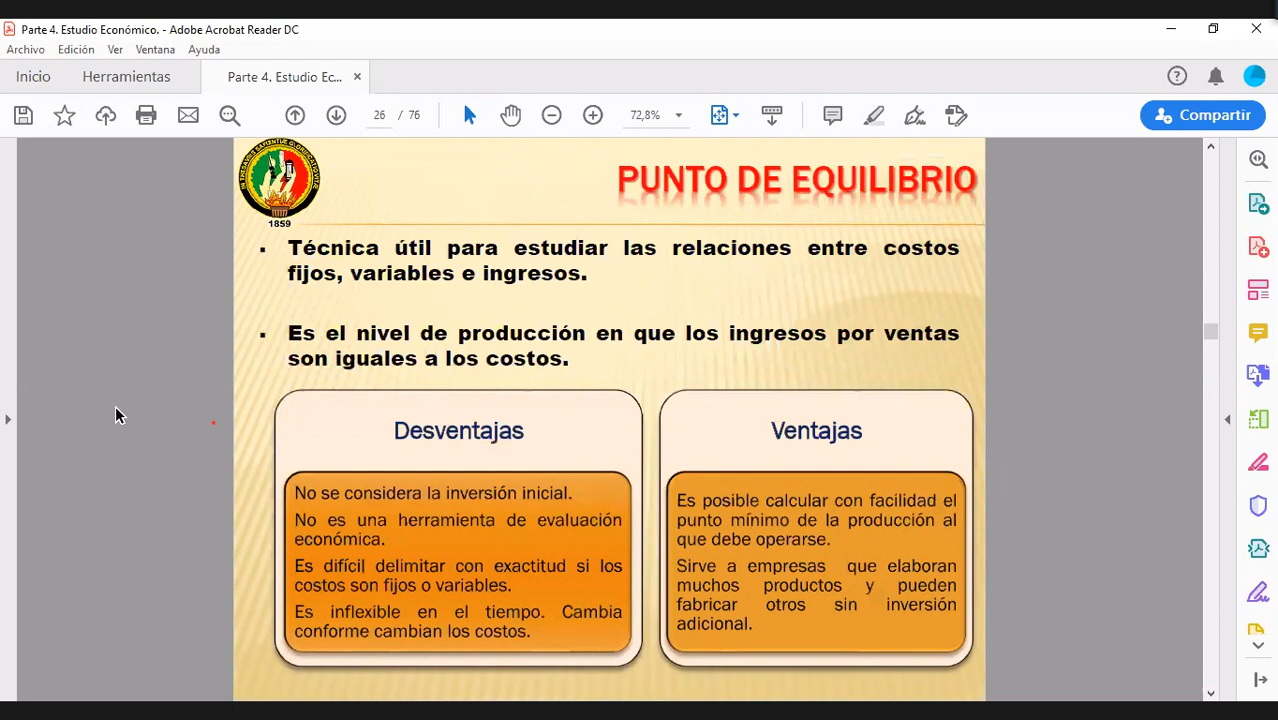 Parte 4. Estudio Económico. - Adobe Acrobat Reader DC
Archivo Edición Ver Ventana Ayuda
Inicio Herramientas Parte 4. Estudio Ec... ×
26 / 76 72,8% Compartir
PUNTO DE EQUILIBRIO
1859
▪ Técnica útil para estudiar las relaciones entre costos
fijos, variables e ingresos.
▪ Es el nivel de producción en que los ingresos por ventas
son iguales a los costos.
Desventajas
No se considera la inversión inicial.
No es una herramienta de evaluación
económica.
Es difícil delimitar con exactitud si los
costos son fijos o variables.
Es inflexible en el tiempo. Cambia
conforme cambian los costos.
Ventajas
Es posible calcular con facilidad el
punto mínimo de la producción al
que debe operarse.
Sirve a empresas que elaboran
muchos productos y pueden
fabricar otros sin inversión
adicional.